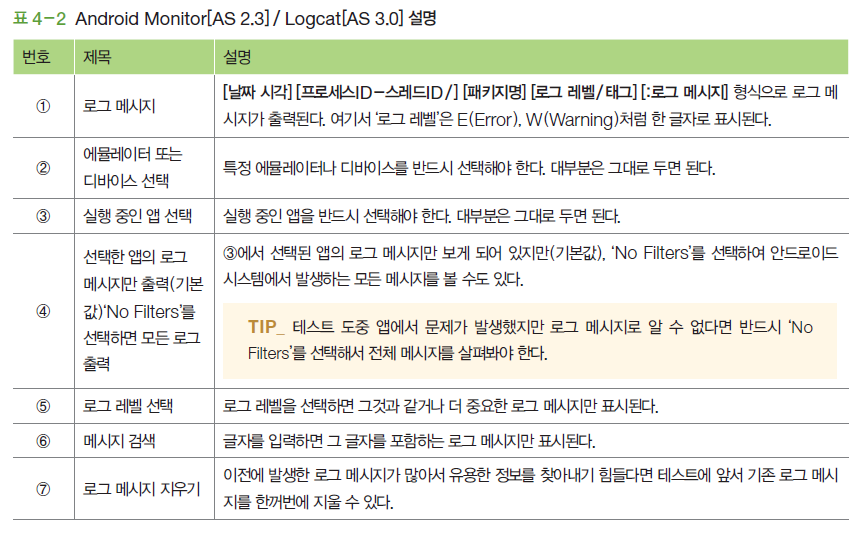 표 4-2 Android Monitor[AS 2.3] / Logcat[AS 3.0] 설명
번호 제목 설명
① 로그 메시지
[날짜 시각] [프로세스ID-스레드ID/] [패키지명] [로그 레벨/태그] [:로그 메시지] 형식으로 로그 메
시지가 출력된다. 여기서 ‘로그 레벨’은 E(Error), W(Warning)처럼 한 글자로 표시된다.
②
에뮬레이터 또는
디바이스 선택
특정 에뮬레이터나 디바이스를 반드시 선택해야 한다. 대부분은 그대로 두면 된다.
③ 실행 중인 앱 선택 실행 중인 앱을 반드시 선택해야 한다. 대부분은 그대로 두면 된다.
④
선택한 앱의 로그
메시지만 출력(기본
값)‘No Filters’를
선택하면 모든 로그
출력
③에서 선택된 앱의 로그 메시지만 보게 되어 있지만(기본값), ‘No Filters’를 선택하여 안드로이드
시스템에서 발생하는 모든 메시지를 볼 수도 있다.
TIP_ 테스트 도중 앱에서 문제가 발생했지만 로그 메시지로 알 수 없다면 반드시 ‘No
Filters’를 선택해서 전체 메시지를 살펴봐야 한다.
⑤ 로그 레벨 선택 로그 레벨을 선택하면 그것과 같거나 더 중요한 로그 메시지만 표시된다.
⑥ 메시지 검색 글자를 입력하면 그 글자를 포함하는 로그 메시지만 표시된다.
⑦ 로그 메시지 지우기
이전에 발생한 로그 메시지가 많아서 유용한 정보를 찾아내기 힘들다면 테스트에 앞서 기존 로그 메시
지를 한꺼번에 지울 수 있다.